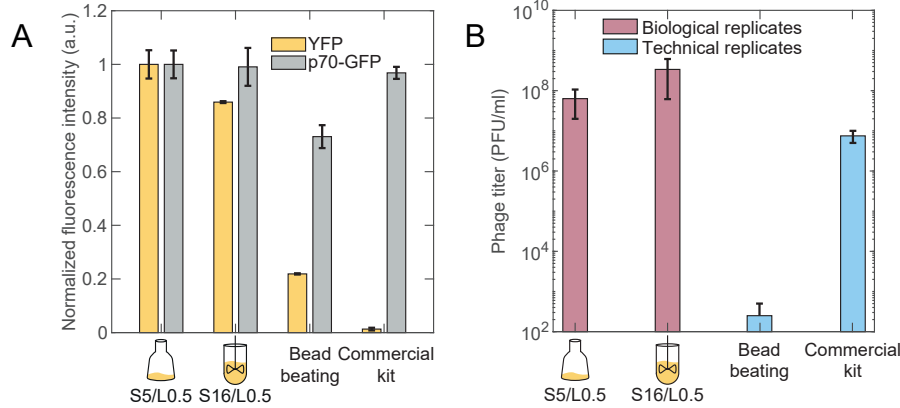 A
Normalized fluorescence intensity (a.u.)
1.2
1
0.8
0.6
0.4
0.2
0
YFP
p70-GFP
S5/L0.5
S16/L0.5
Bead
beating
Commercial
kit
B
Phage titer (PFU/ml)
10^10
10^8
10^6
10^4
10^2
Biological replicates
Technical replicates
S5/L0.5
S16/L0.5
Bead
beating
Commercial
kit